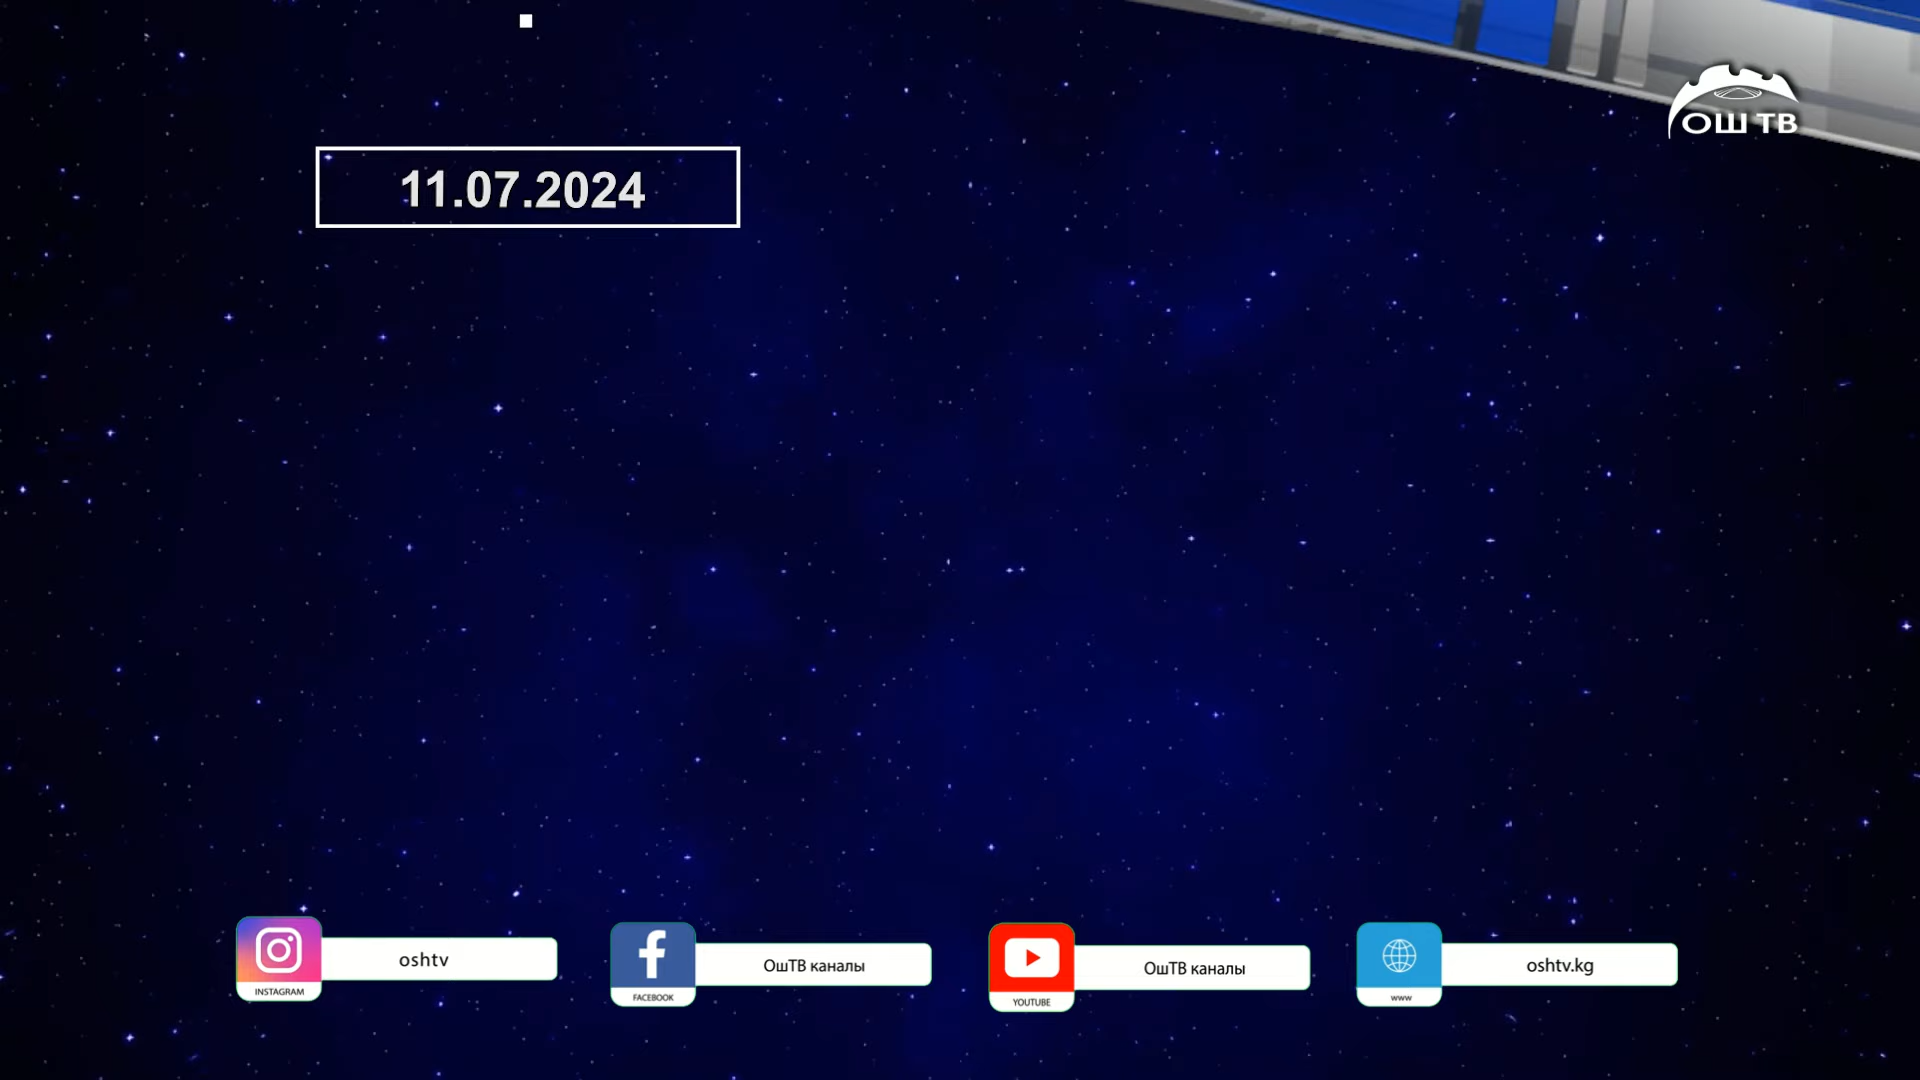 ОШ ТВ
11.07.2024
oshtv
INSTAGRAM
ОшТВ каналы
FACEBOOK
ОшТВ каналы
YOUTUBE
oshtv.kg
www